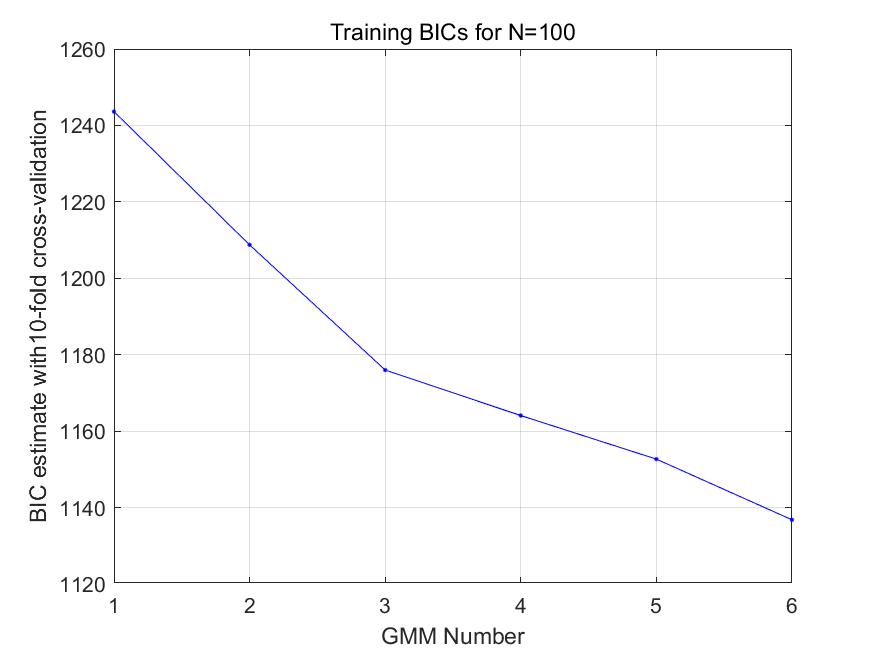 Training BICs for N=100
BIC estimate with10-fold cross-validation
1260
1240
1220
1200
1180
1160
1140
1120
1 2 3 4 5 6
GMM Number